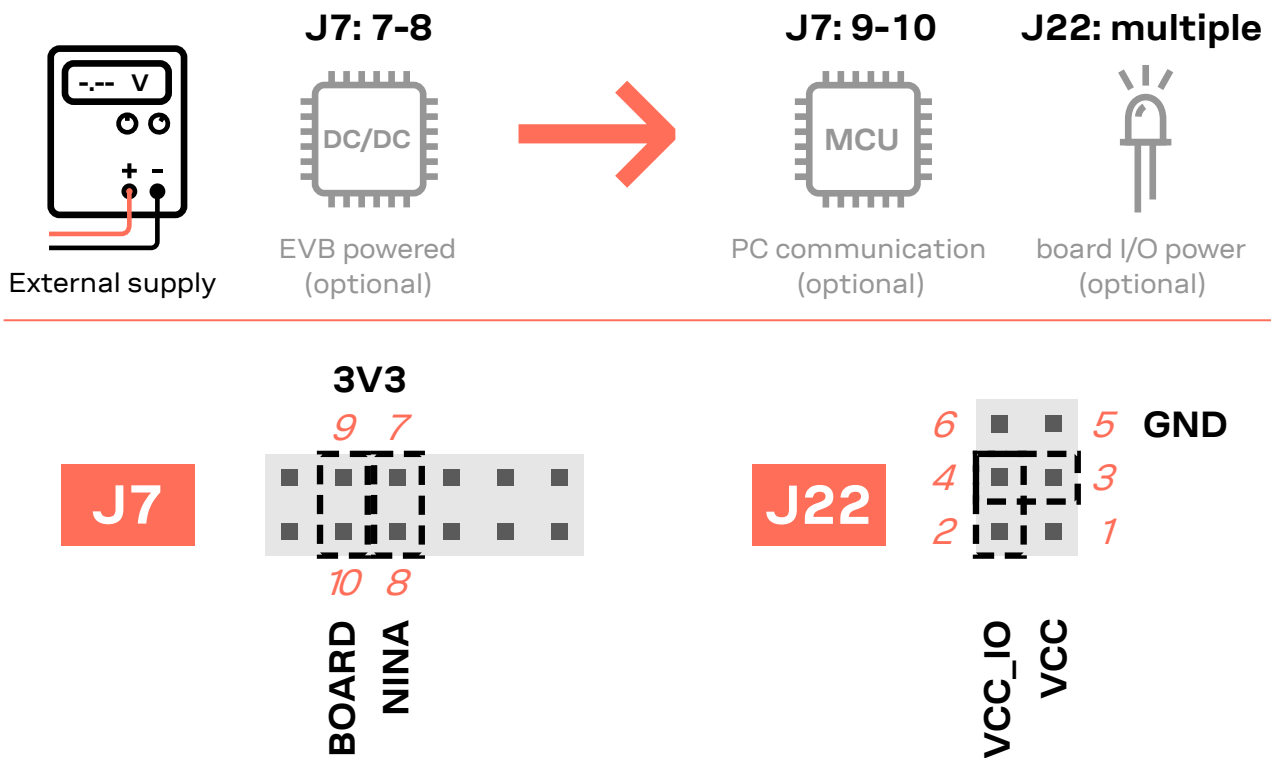 J7: 7-8
J7: 9-10
J22: multiple
-.-- V
+ -
DC/DC
MCU
External supply
EVB powered
(optional)
PC communication
(optional)
board I/O power
(optional)
3V3
9 7
J7
10 8
BOARD
NINA
J22
6 5 GND
4 3
2 1
VCC_IO
VCC